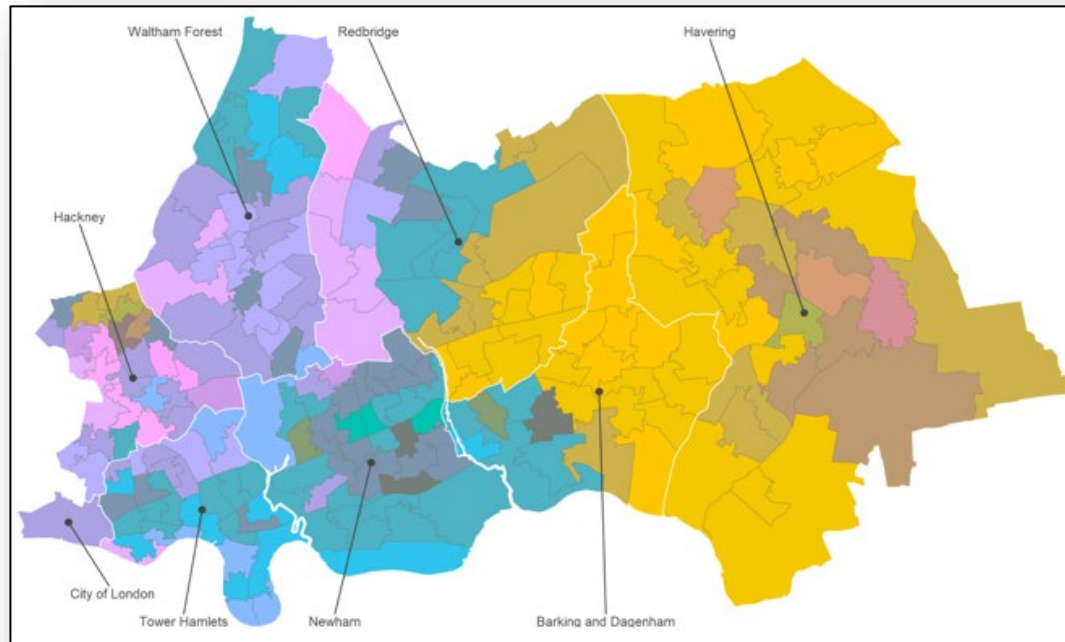 Waltham Forest
Redbridge
Havering
Hackney
City of London
Tower Hamlets
Newham
Barking and Dagenham